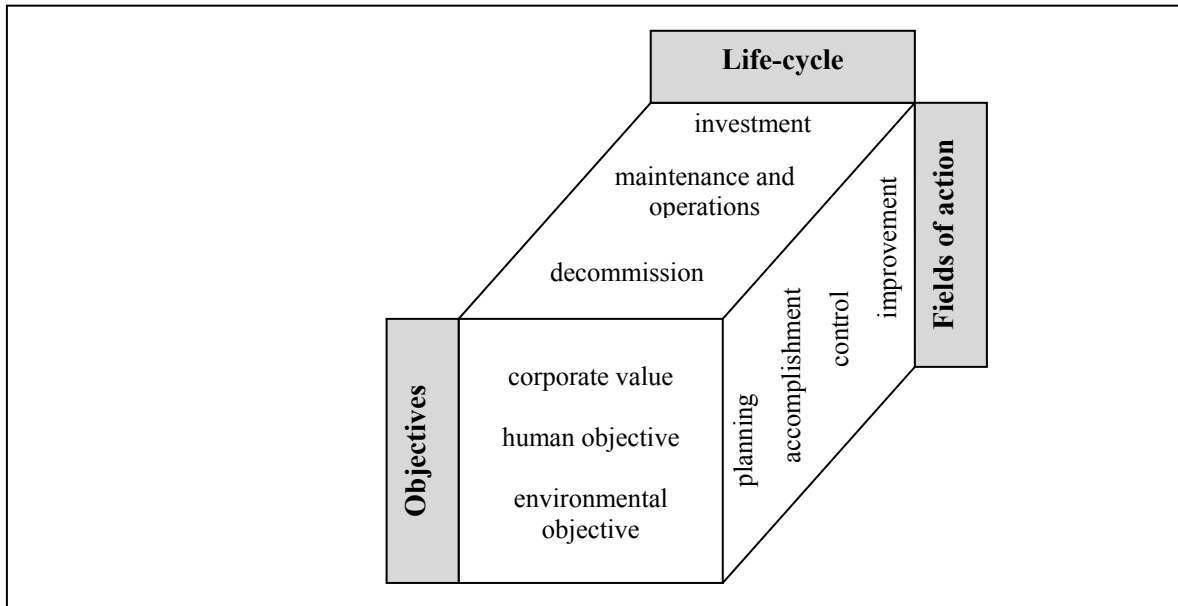 Life-cycle
investment
maintenance and
operations
decommission
Fields of action
improvement
control
accomplishment
planning
Objectives
corporate value
human objective
environmental
objective